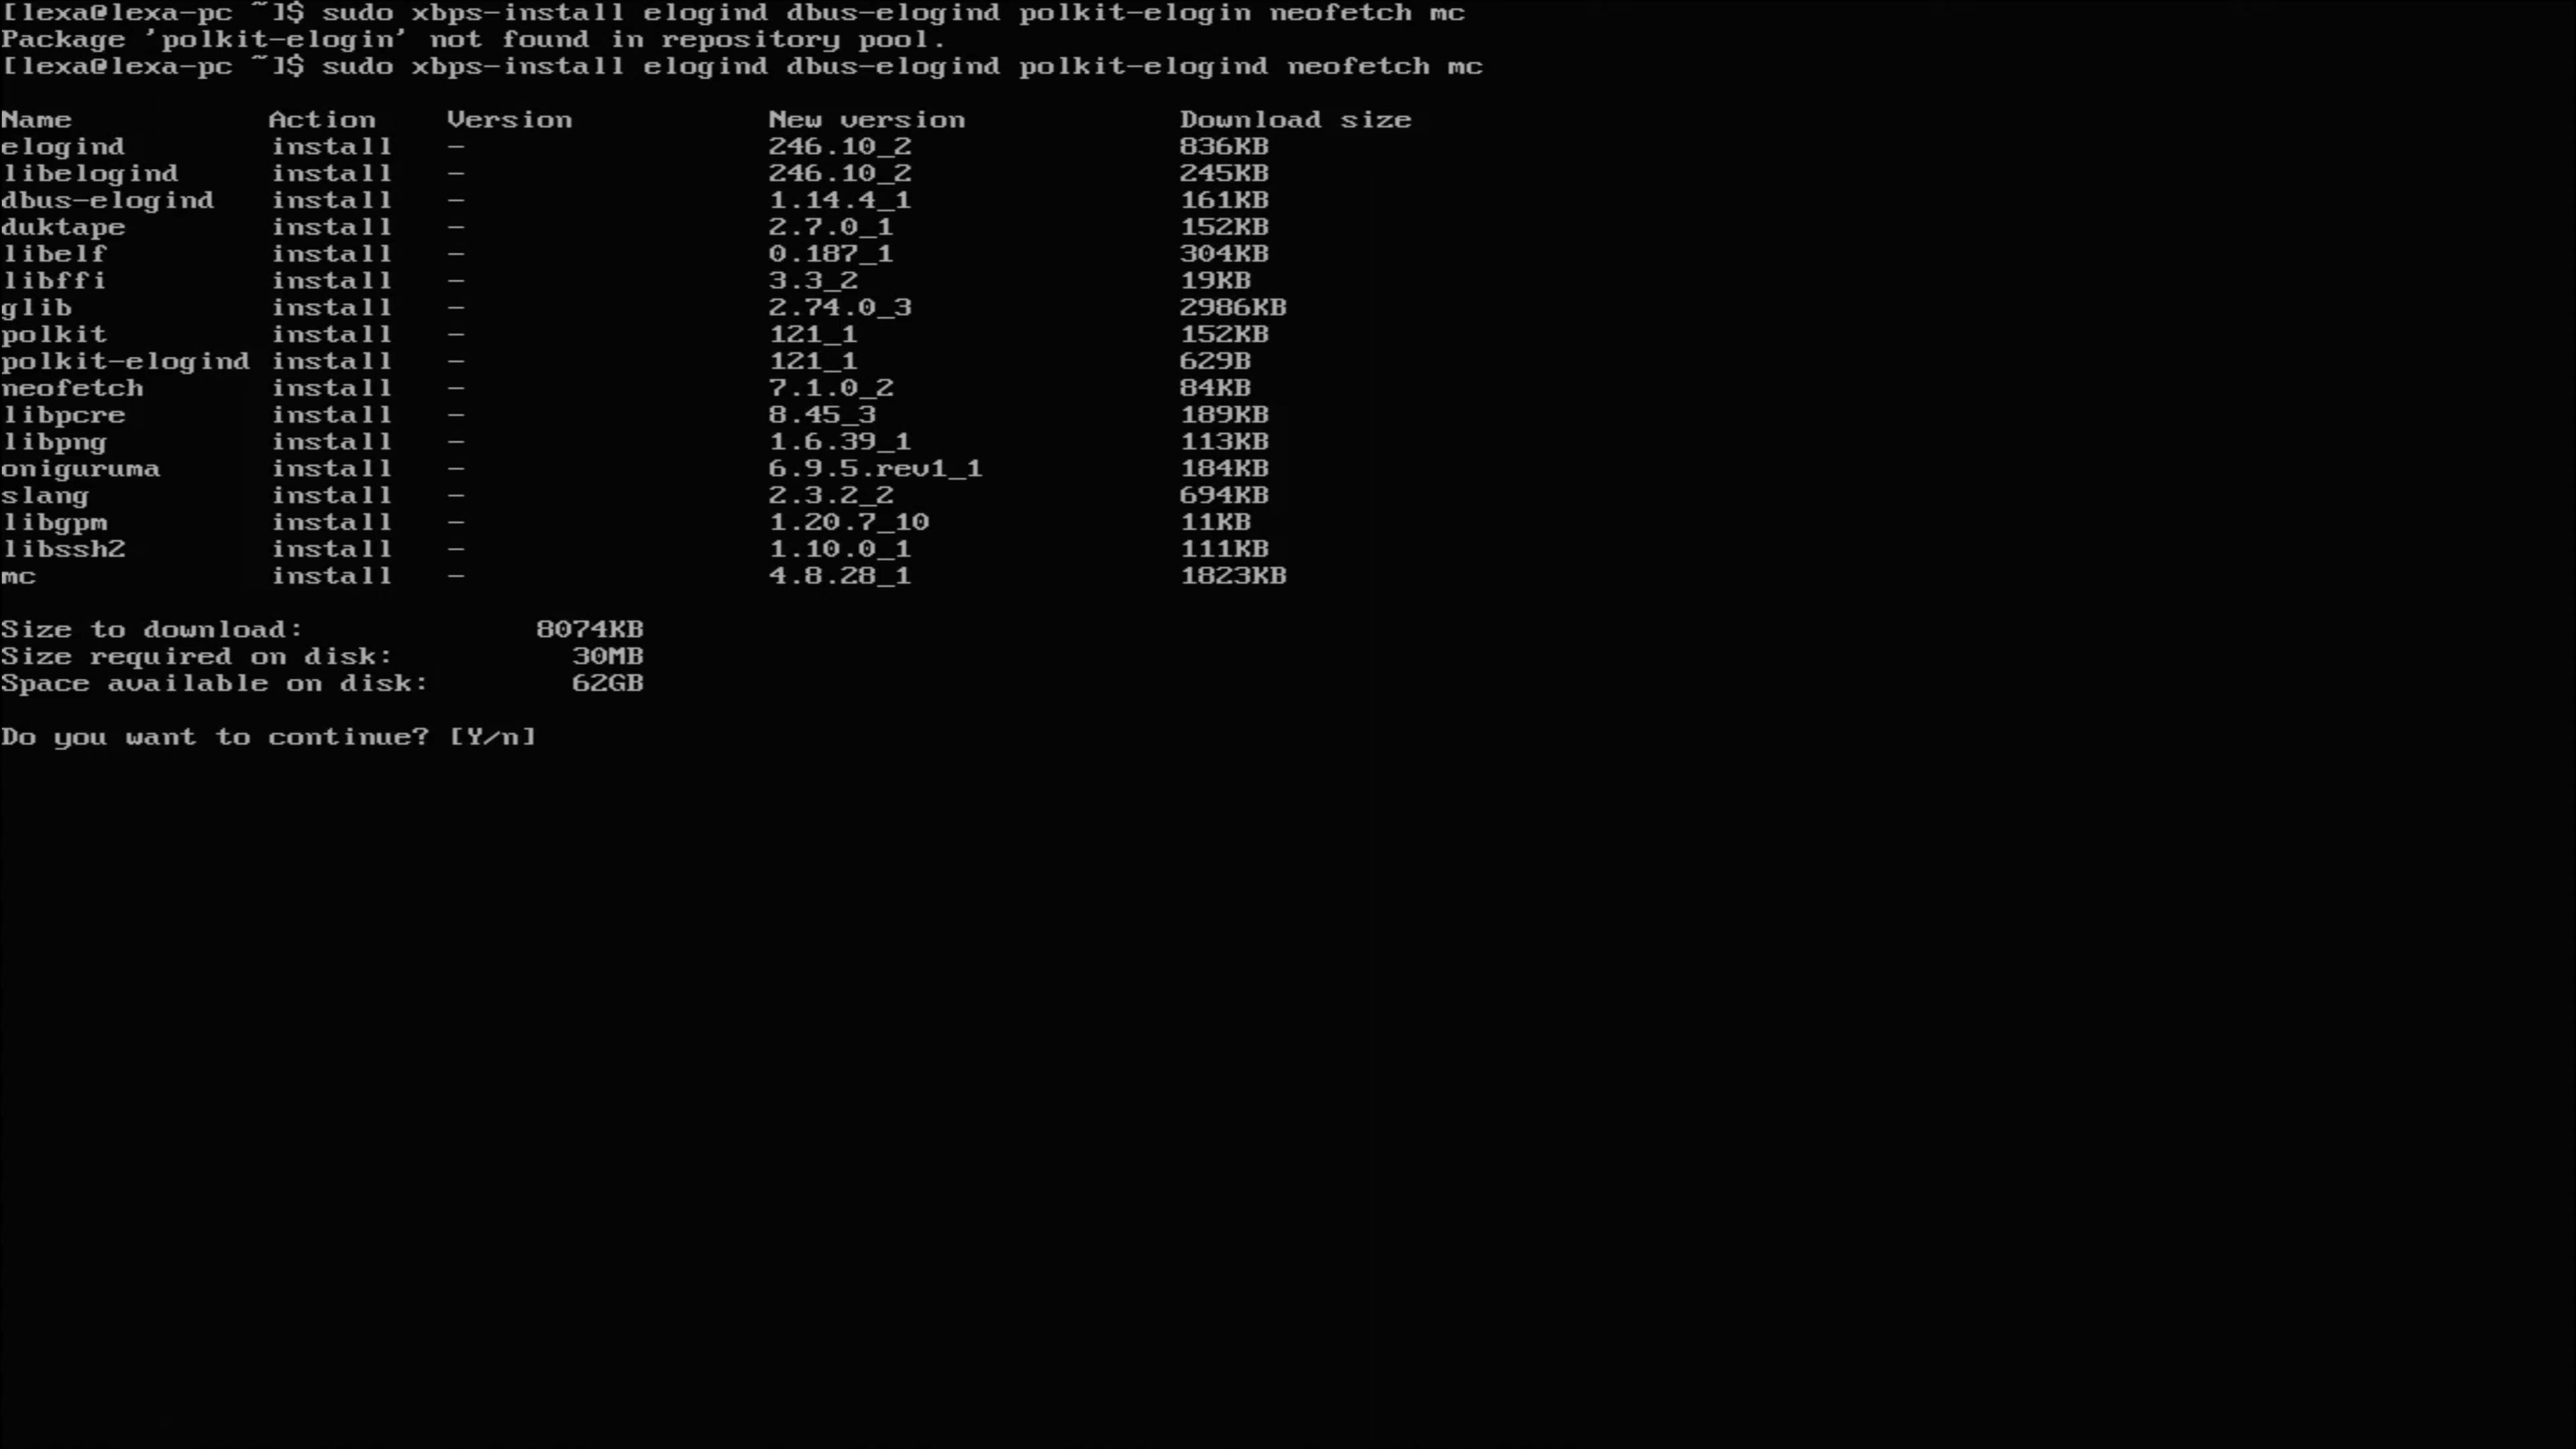 [lexa@lexa-pc ~]$ sudo xbps-install elogind dbus-elogind polkit-elogin neofetch mc
Package 'polkit-elogin' not found in repository pool.
[lexa@lexa-pc ~]$ sudo xbps-install elogind dbus-elogind polkit-elogind neofetch mc
Name Action Version New version Download size
elogind install - 246.10_2 836KB
libelogind install - 246.10_2 245KB
dbus-elogind install - 1.14.4_1 161KB
duktape install - 2.7.0_1 152KB
libelf install - 0.187_1 304KB
libffi install - 3.3_2 19KB
glib install - 2.74.0_3 2986KB
polkit install - 121_1 152KB
polkit-elogind install - 121_1 629B
neofetch install - 7.1.0_2 84KB
libpcre install - 8.45_3 189KB
libpng install - 1.6.39_1 113KB
oniguruma install - 6.9.5.rev1_1 184KB
slang install - 2.3.2_2 694KB
libgpm install - 1.20.7_10 11KB
libssh2 install - 1.10.0_1 111KB
mc install - 4.8.28_1 1823KB
Size to download: 8074KB
Size required on disk: 30MB
Space available on disk: 62GB
Do you want to continue? [Y/n]